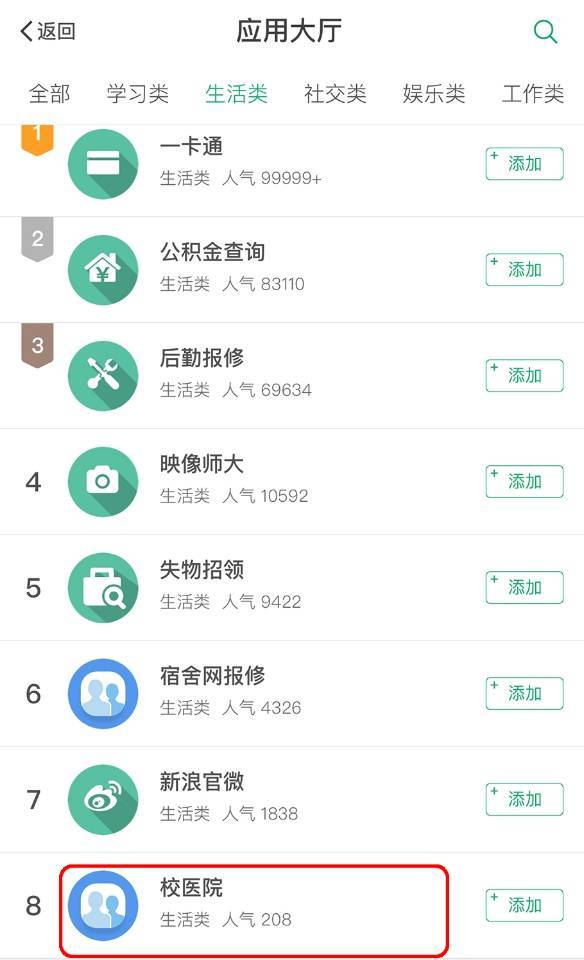 返回
应用大厅
全部 学习类 生活类 社交类 娱乐类 工作类
1
一卡通
生活类 人气 99999+
+ 添加
2
公积金查询
生活类 人气 83110
+ 添加
3
后勤报修
生活类 人气 69634
+ 添加
4
映像师大
生活类 人气 10592
+ 添加
5
失物招领
生活类 人气 9422
+ 添加
6
宿舍网报修
生活类 人气 4326
+ 添加
7
新浪官微
生活类 人气 1838
+ 添加
8
校医院
生活类 人气 208
+ 添加